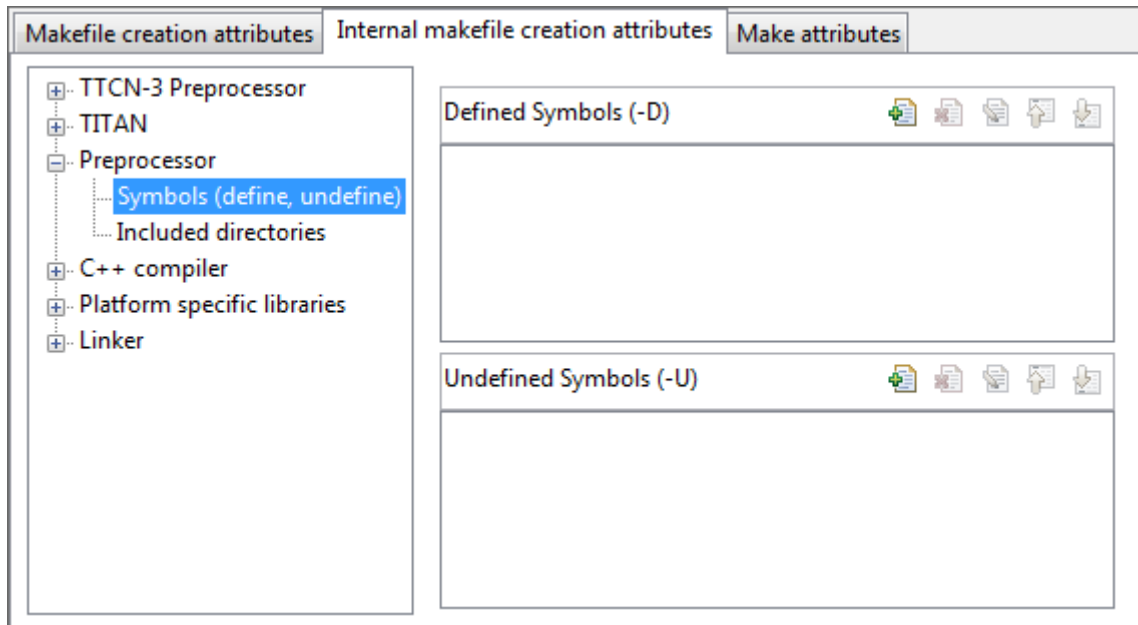 Makefile creation attributes
Internal makefile creation attributes
Make attributes
TTCN-3 Preprocessor
TITAN
Preprocessor
Symbols (define, undefine)
Included directories
C++ compiler
Platform specific libraries
Linker
Defined Symbols (-D)
Undefined Symbols (-U)